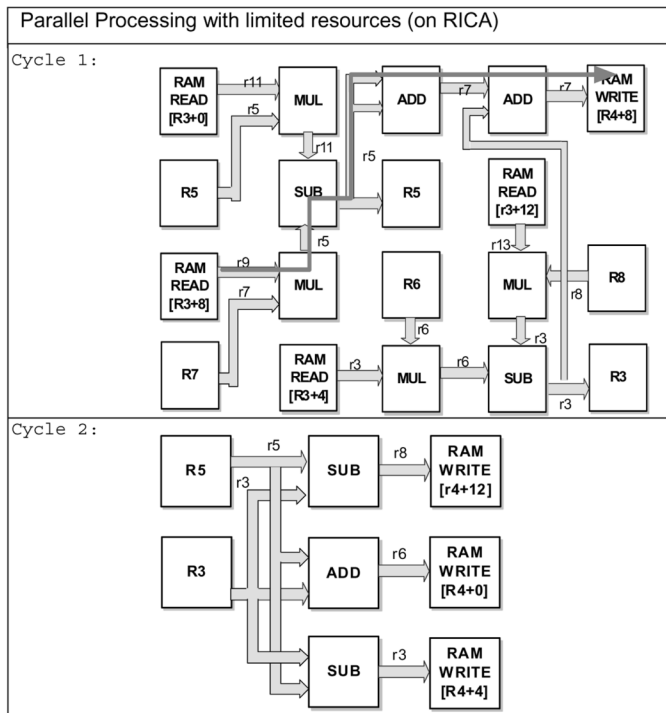 Parallel Processing with limited resources (on RICA)
Cycle 1:
RAM
READ
[R3+0]
r11
r5
MUL
ADD
r7
ADD
r7
RAM
WRITE
[R4+8]
r11
R5
SUB
r5
R5
RAM
READ
[r3+12]
r5
r13
RAM
READ
[R3+8]
r9
r7
MUL
R6
MUL
r8
R8
r6
r3
R7
RAM
READ
[R3+4]
r3
MUL
r6
SUB
r3
R3
Cycle 2:
R5
r5
r3
SUB
r8
RAM
WRITE
[r4+12]
R3
ADD
r6
RAM
WRITE
[R4+0]
SUB
r3
RAM
WRITE
[R4+4]